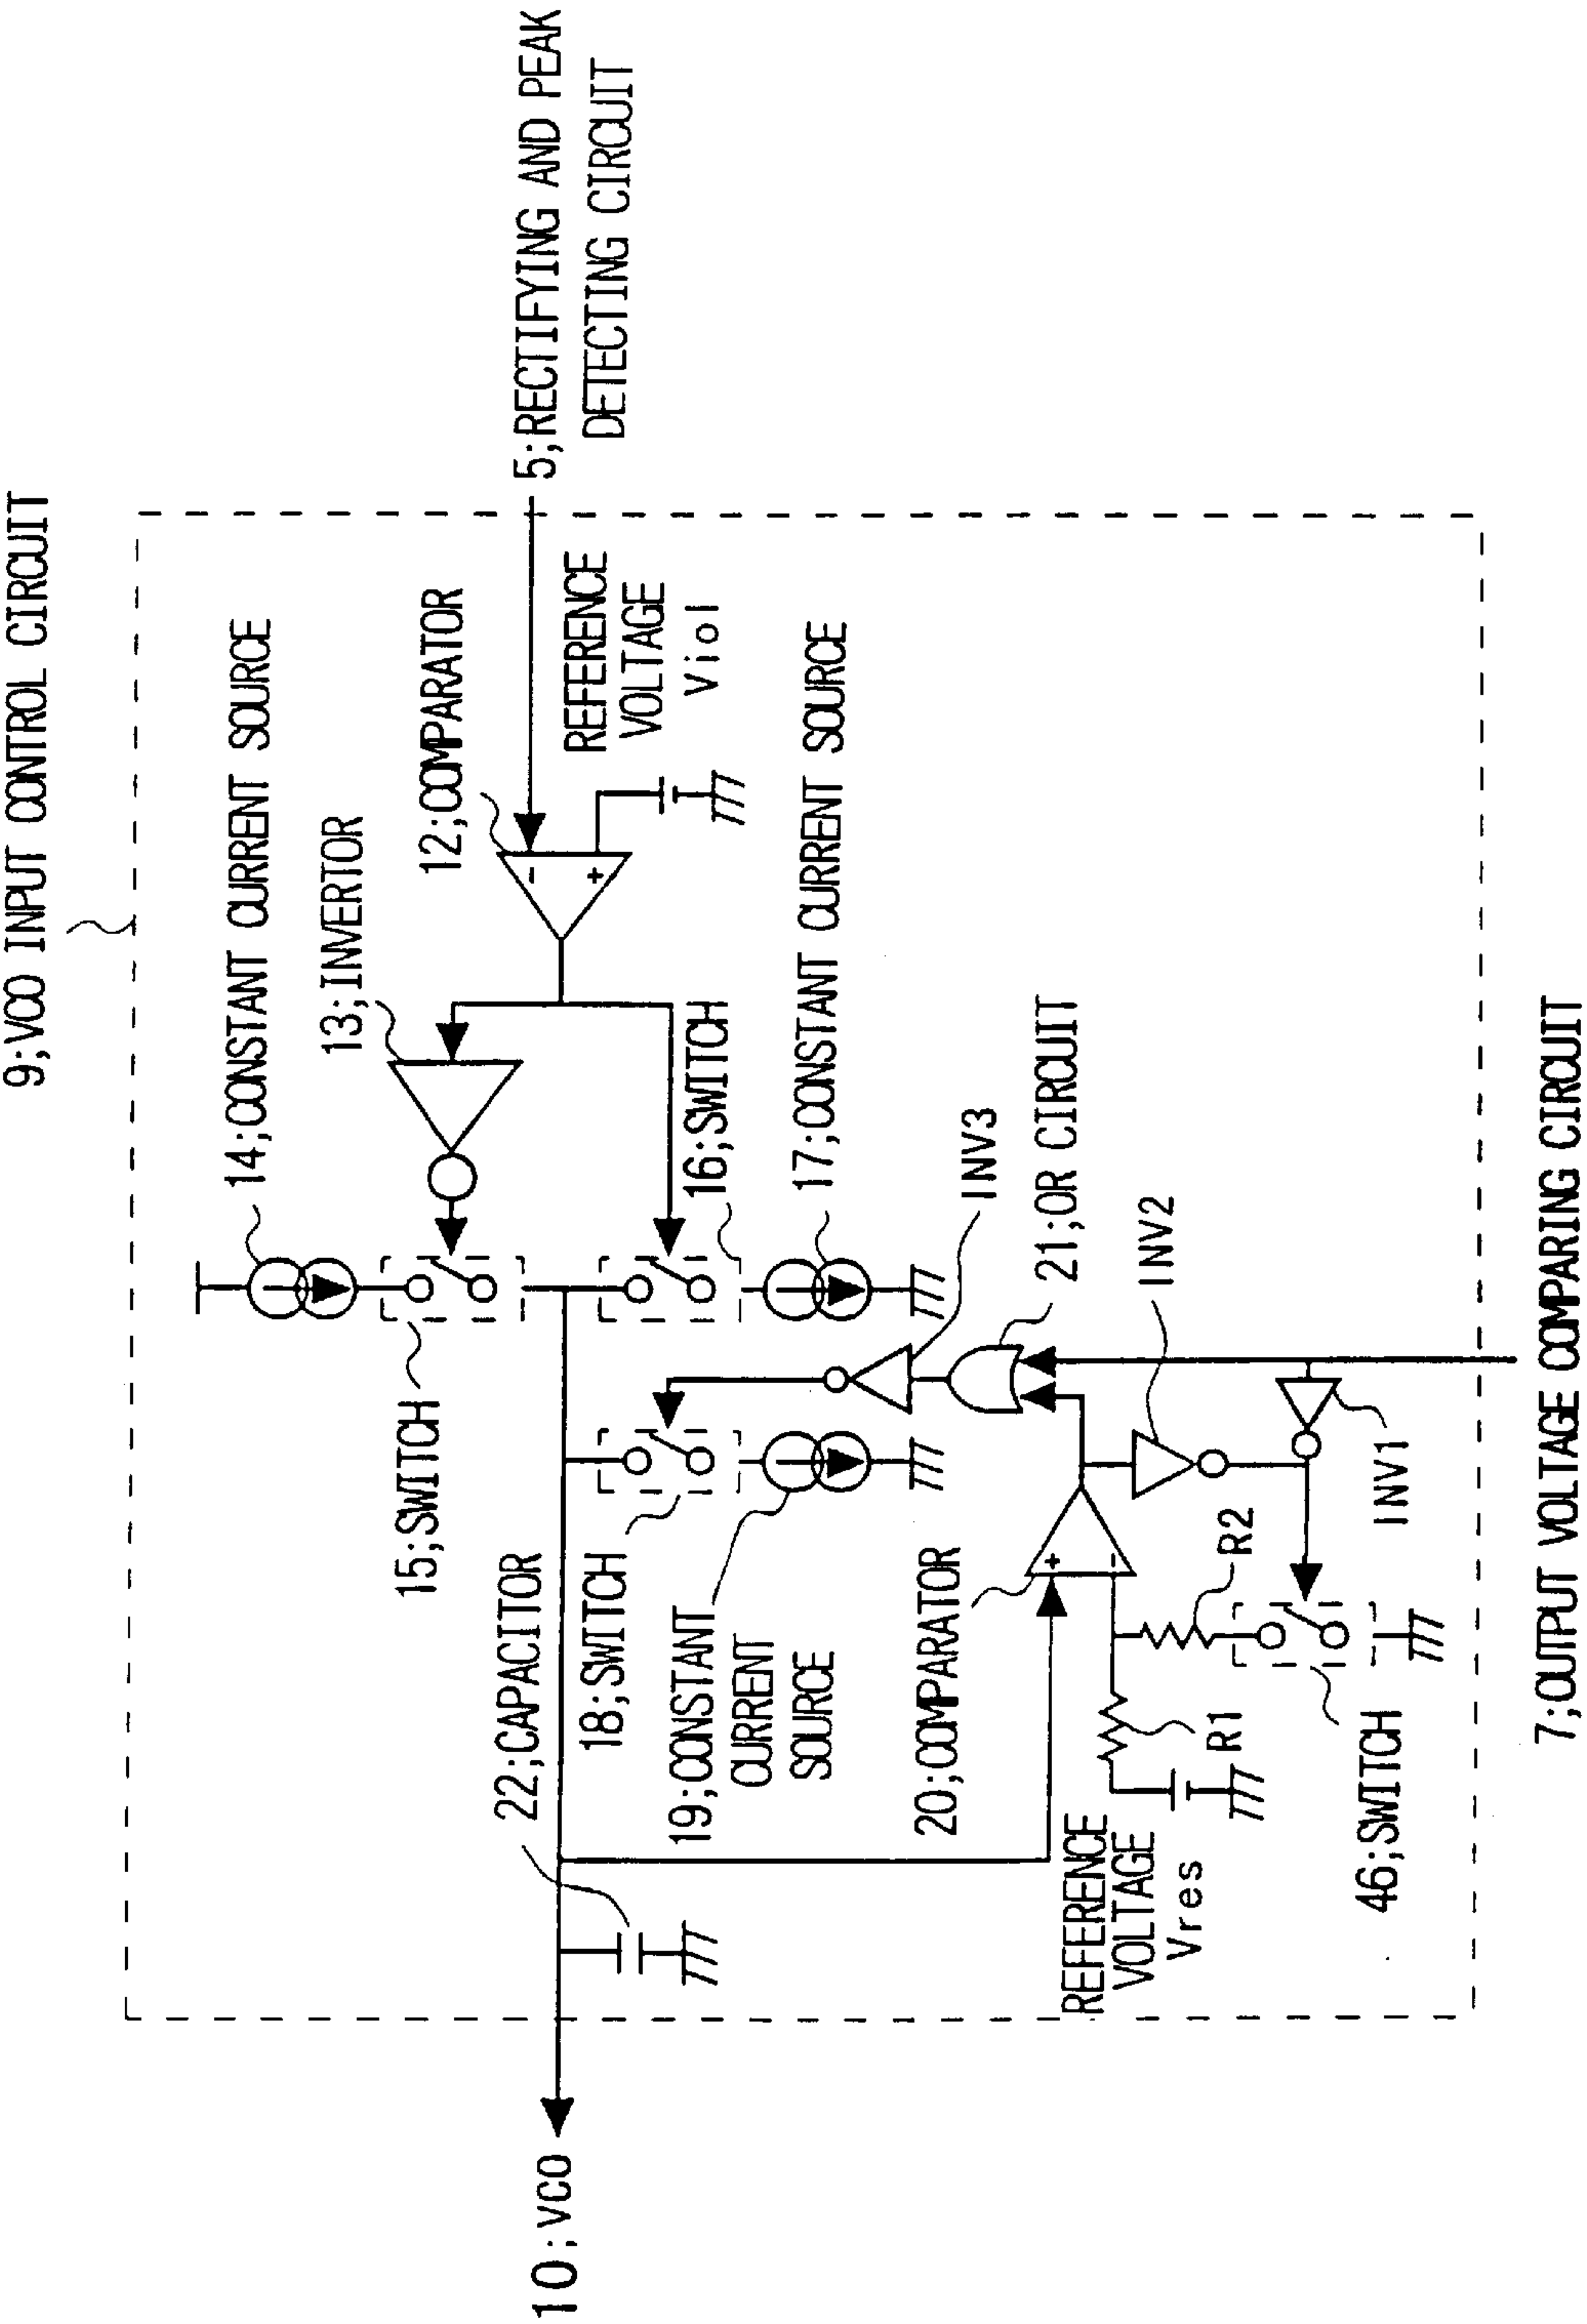 9;VCO INPUT CONTROL CIRCUIT
14;CONSTANT CURRENT SOURCE
13;INVERTOR
12;COMPARATOR
5;RECTIFYING AND PEAK
DETECTING CIRCUIT
REFERENCE
VOLTAGE
Viol
-
+
15;SWITCH
16;SWITCH
17;CONSTANT CURRENT SOURCE
10;VCO
22;CAPACITOR
18;SWITCH
19;CONSTANT
CURRENT
SOURCE
INV3
21;OR CIRCUIT
20;COMPARATOR
+
-
INV2
REFERENCE
VOLTAGE
Vres
R1
R2
INV1
46;SWITCH
7;OUTPUT VOLTAGE COMPARING CIRCUIT